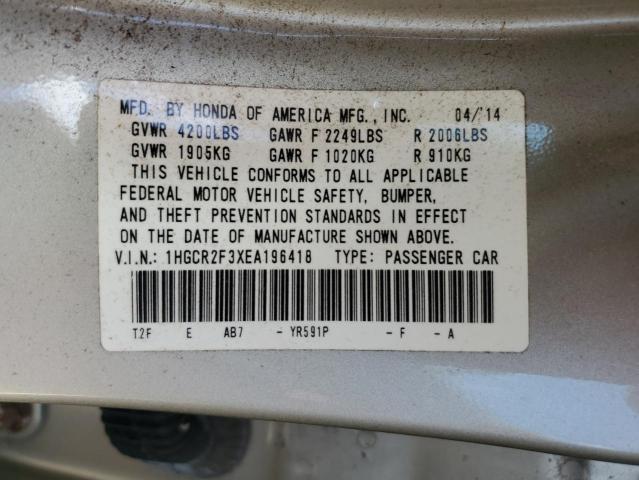 MFD. BY HONDA OF AMERICA MFG., INC. 04/'14
GVWR 4200LBS GAWR F 2249LBS R 2006LBS
GVWR 1905KG GAWR F 1020KG R 910KG
THIS VEHICLE CONFORMS TO ALL APPLICABLE
FEDERAL MOTOR VEHICLE SAFETY, BUMPER,
AND THEFT PREVENTION STANDARDS IN EFFECT
ON THE DATE OF MANUFACTURE SHOWN ABOVE.
V.I.N.: 1HGCR2F3XEA196418 TYPE: PASSENGER CAR
T2F E AB7 - YR591P - F - A